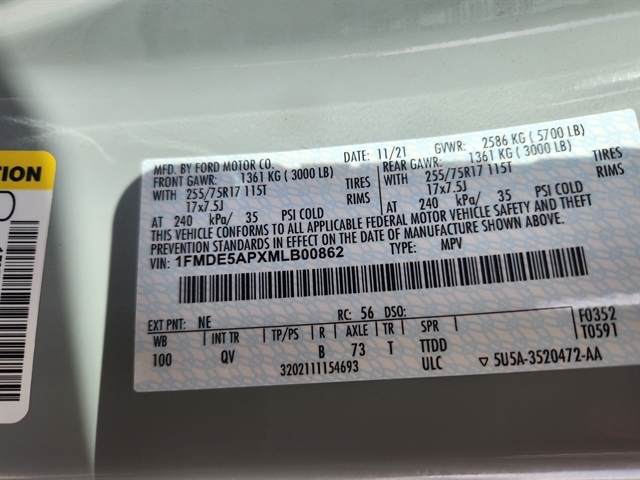 TION
MFD. BY FORD MOTOR CO. DATE: 11/21 GVWR: 2586 KG ( 5700 LB)
FRONT GAWR: 1361 KG ( 3000 LB) REAR GAWR: 1361 KG ( 3000 LB)
WITH 255/75R17 115T TIRES WITH 255/75R17 115T TIRES
17x7.5J RIMS 17x7.5J RIMS
AT 240 kPa/ 35 PSI COLD AT 240 kPa/ 35 PSI COLD
THIS VEHICLE CONFORMS TO ALL APPLICABLE FEDERAL MOTOR VEHICLE SAFETY AND THEFT
PREVENTION STANDARDS IN EFFECT ON THE DATE OF MANUFACTURE SHOWN ABOVE.
VIN: 1FMDE5APXMLB00862 TYPE: MPV
EXT PNT: NE RC: 56 DSO: F0352
WB INT TR TP/PS R AXLE TR SPR T0591
100 QV B 73 T TTDD
3202111154693 ULC ▽ 5U5A-3520472-AA